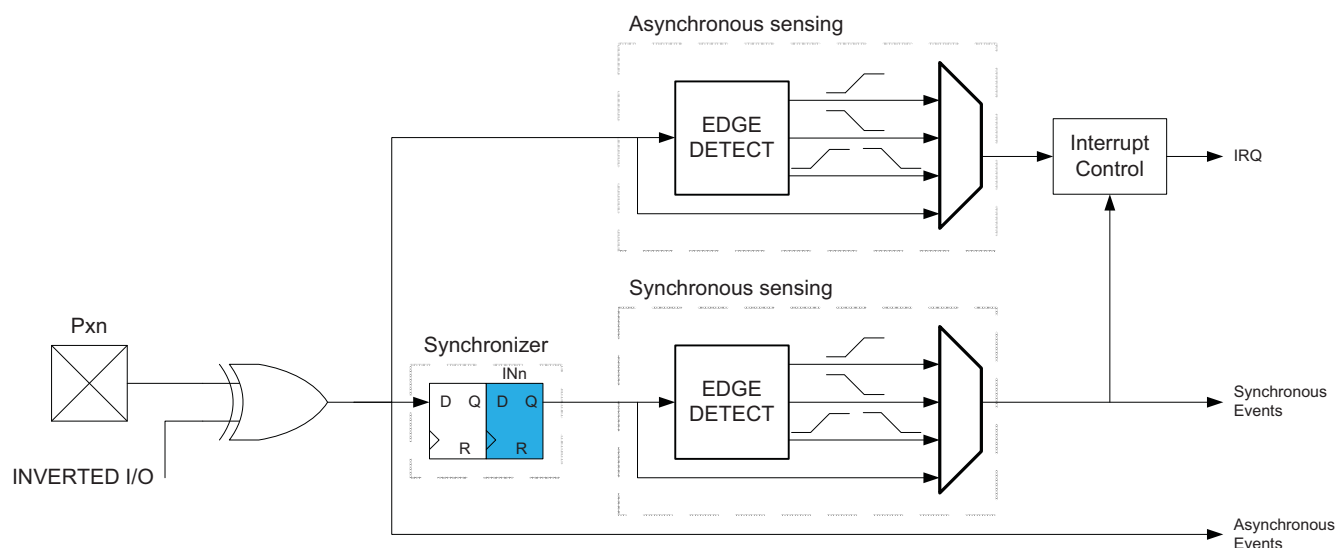 Asynchronous sensing
EDGE
DETECT
Interrupt
Control
IRQ
Synchronous sensing
Pxn
Synchronizer
INn
D Q D Q
R R
EDGE
DETECT
Synchronous
Events
INVERTED I/O
Asynchronous
Events